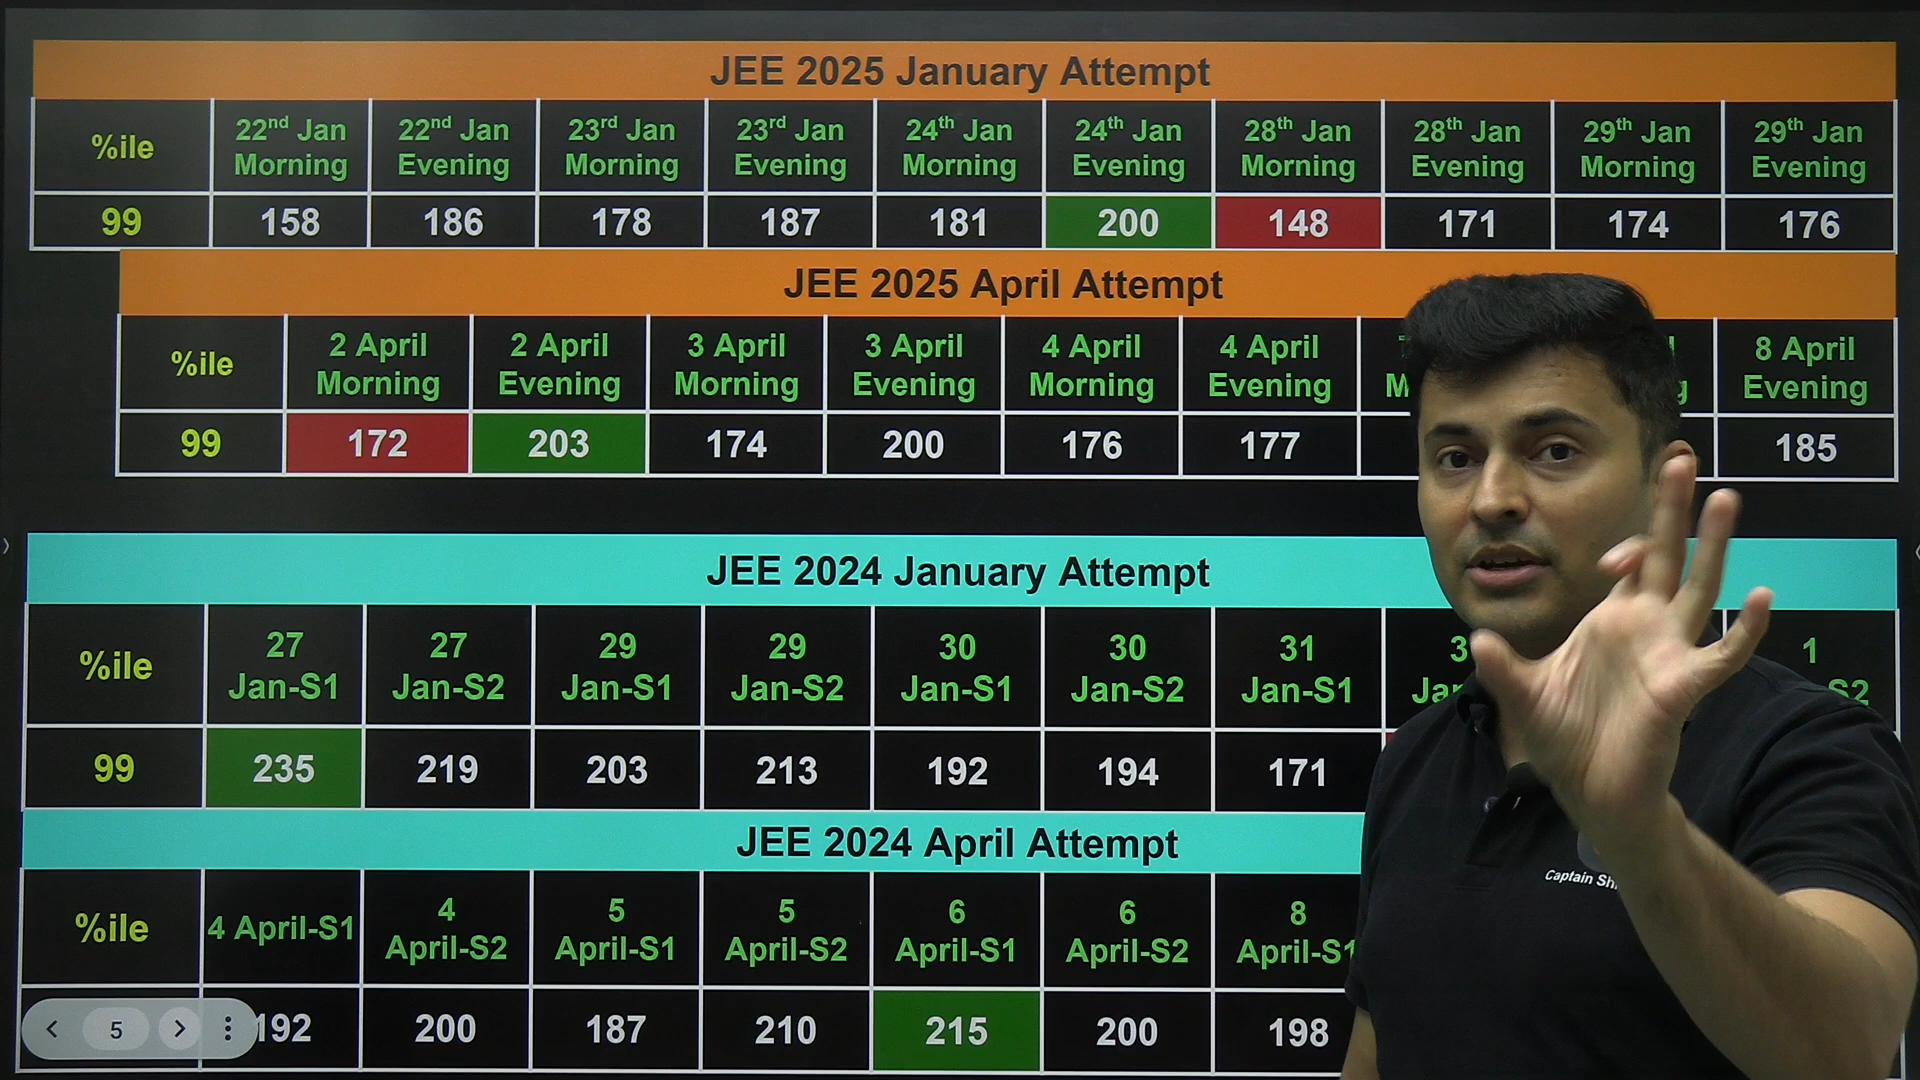 JEE 2025 January Attempt
%ile
22nd Jan Morning
22nd Jan Evening
23rd Jan Morning
23rd Jan Evening
24th Jan Morning
24th Jan Evening
28th Jan Morning
28th Jan Evening
29th Jan Morning
29th Jan Evening
99 158 186 178 187 181 200 148 171 174 176
JEE 2025 April Attempt
%ile
2 April Morning
2 April Evening
3 April Morning
3 April Evening
4 April Morning
4 April Evening
8 April Evening
99 172 203 174 200 176 177 185
JEE 2024 January Attempt
%ile
27 Jan-S1
27 Jan-S2
29 Jan-S1
29 Jan-S2
30 Jan-S1
30 Jan-S2
31 Jan-S1
1
99 235 219 203 213 192 194 171
JEE 2024 April Attempt
%ile
4 April-S1
4 April-S2
5 April-S1
5 April-S2
6 April-S1
6 April-S2
8 April-S1
192 200 187 210 215 200 198
5
Captain